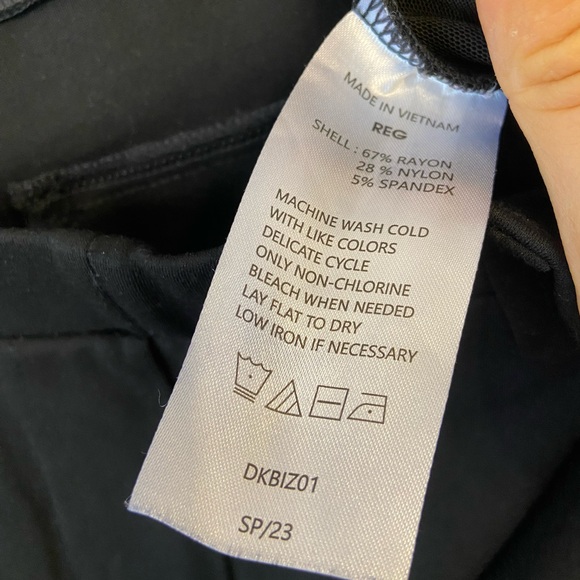 MADE IN VIETNAM
REG
SHELL : 67% RAYON
28 % NYLON
5% SPANDEX
MACHINE WASH COLD
WITH LIKE COLORS
DELICATE CYCLE
ONLY NON-CHLORINE
BLEACH WHEN NEEDED
LAY FLAT TO DRY
LOW IRON IF NECESSARY
DKBIZ01
SP/23